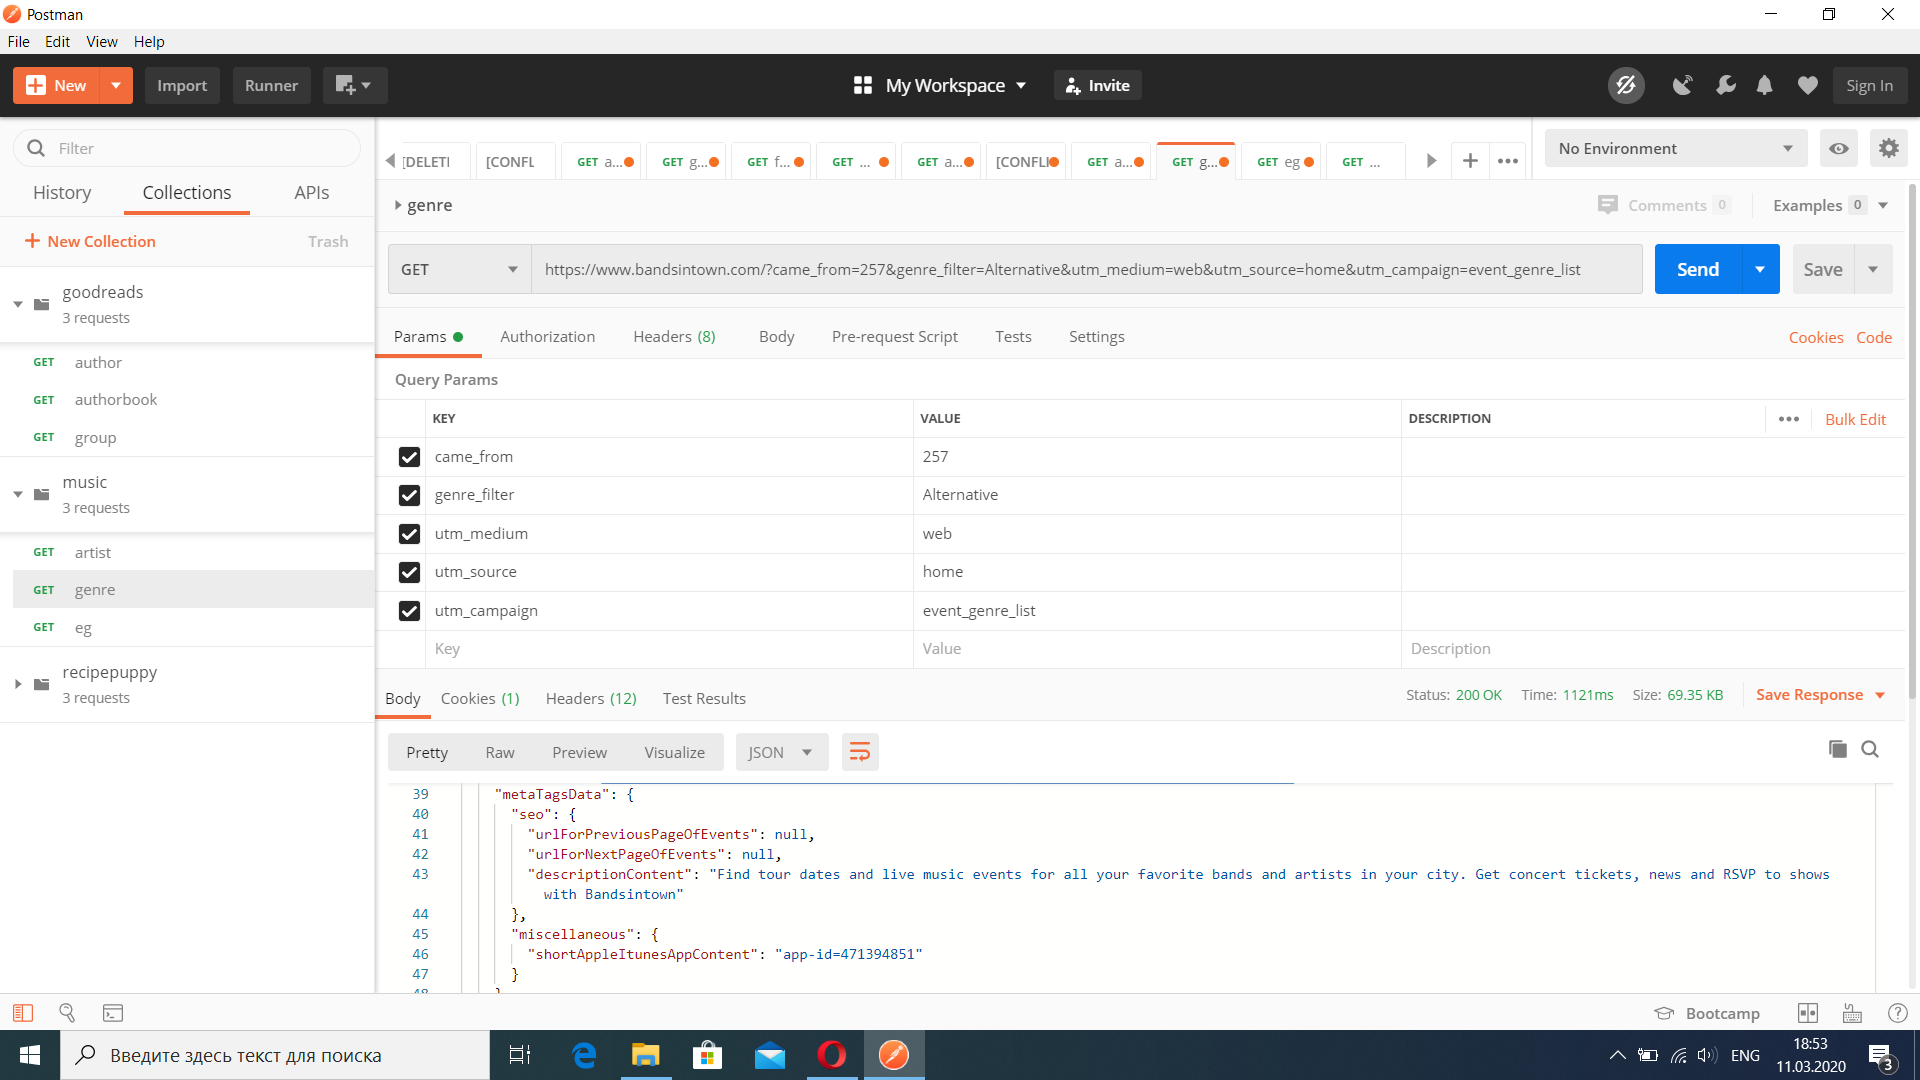 Postman
File Edit View Help
New Import Runner My Workspace Invite Sign In
Filter
[DELETI [CONFL GET a... GET g... GET f... GET ... GET a... [CONFLI GET a... GET g... GET eg GET ... No Environment
History Collections APIs
genre Comments 0 Examples 0
New Collection Trash
GET https://www.bandsintown.com/?came_from=257&genre_filter=Alternative&utm_medium=web&utm_source=home&utm_campaign=event_genre_list Send Save
goodreads
3 requests
GET author
GET authorbook
GET group
music
3 requests
GET artist
GET genre
GET eg
recipepuppy
3 requests
Params Authorization Headers (8) Body Pre-request Script Tests Settings Cookies Code
Query Params
KEY VALUE DESCRIPTION Bulk Edit
came_from 257
genre_filter Alternative
utm_medium web
utm_source home
utm_campaign event_genre_list
Key Value Description
Body Cookies (1) Headers (12) Test Results Status: 200 OK Time: 1121ms Size: 69.35 KB Save Response
Pretty Raw Preview Visualize JSON
39 "metaTagsData": {
40 "seo": {
41 "urlForPreviousPageOfEvents": null,
42 "urlForNextPageOfEvents": null,
43 "descriptionContent": "Find tour dates and live music events for all your favorite bands and artists in your city. Get concert tickets, news and RSVP to shows
with Bandsintown"
44 },
45 "miscellaneous": {
46 "shortAppleItunesAppContent": "app-id=471394851"
47 }
Bootcamp
Введите здесь текст для поиска ENG 18:53
11.03.2020 3